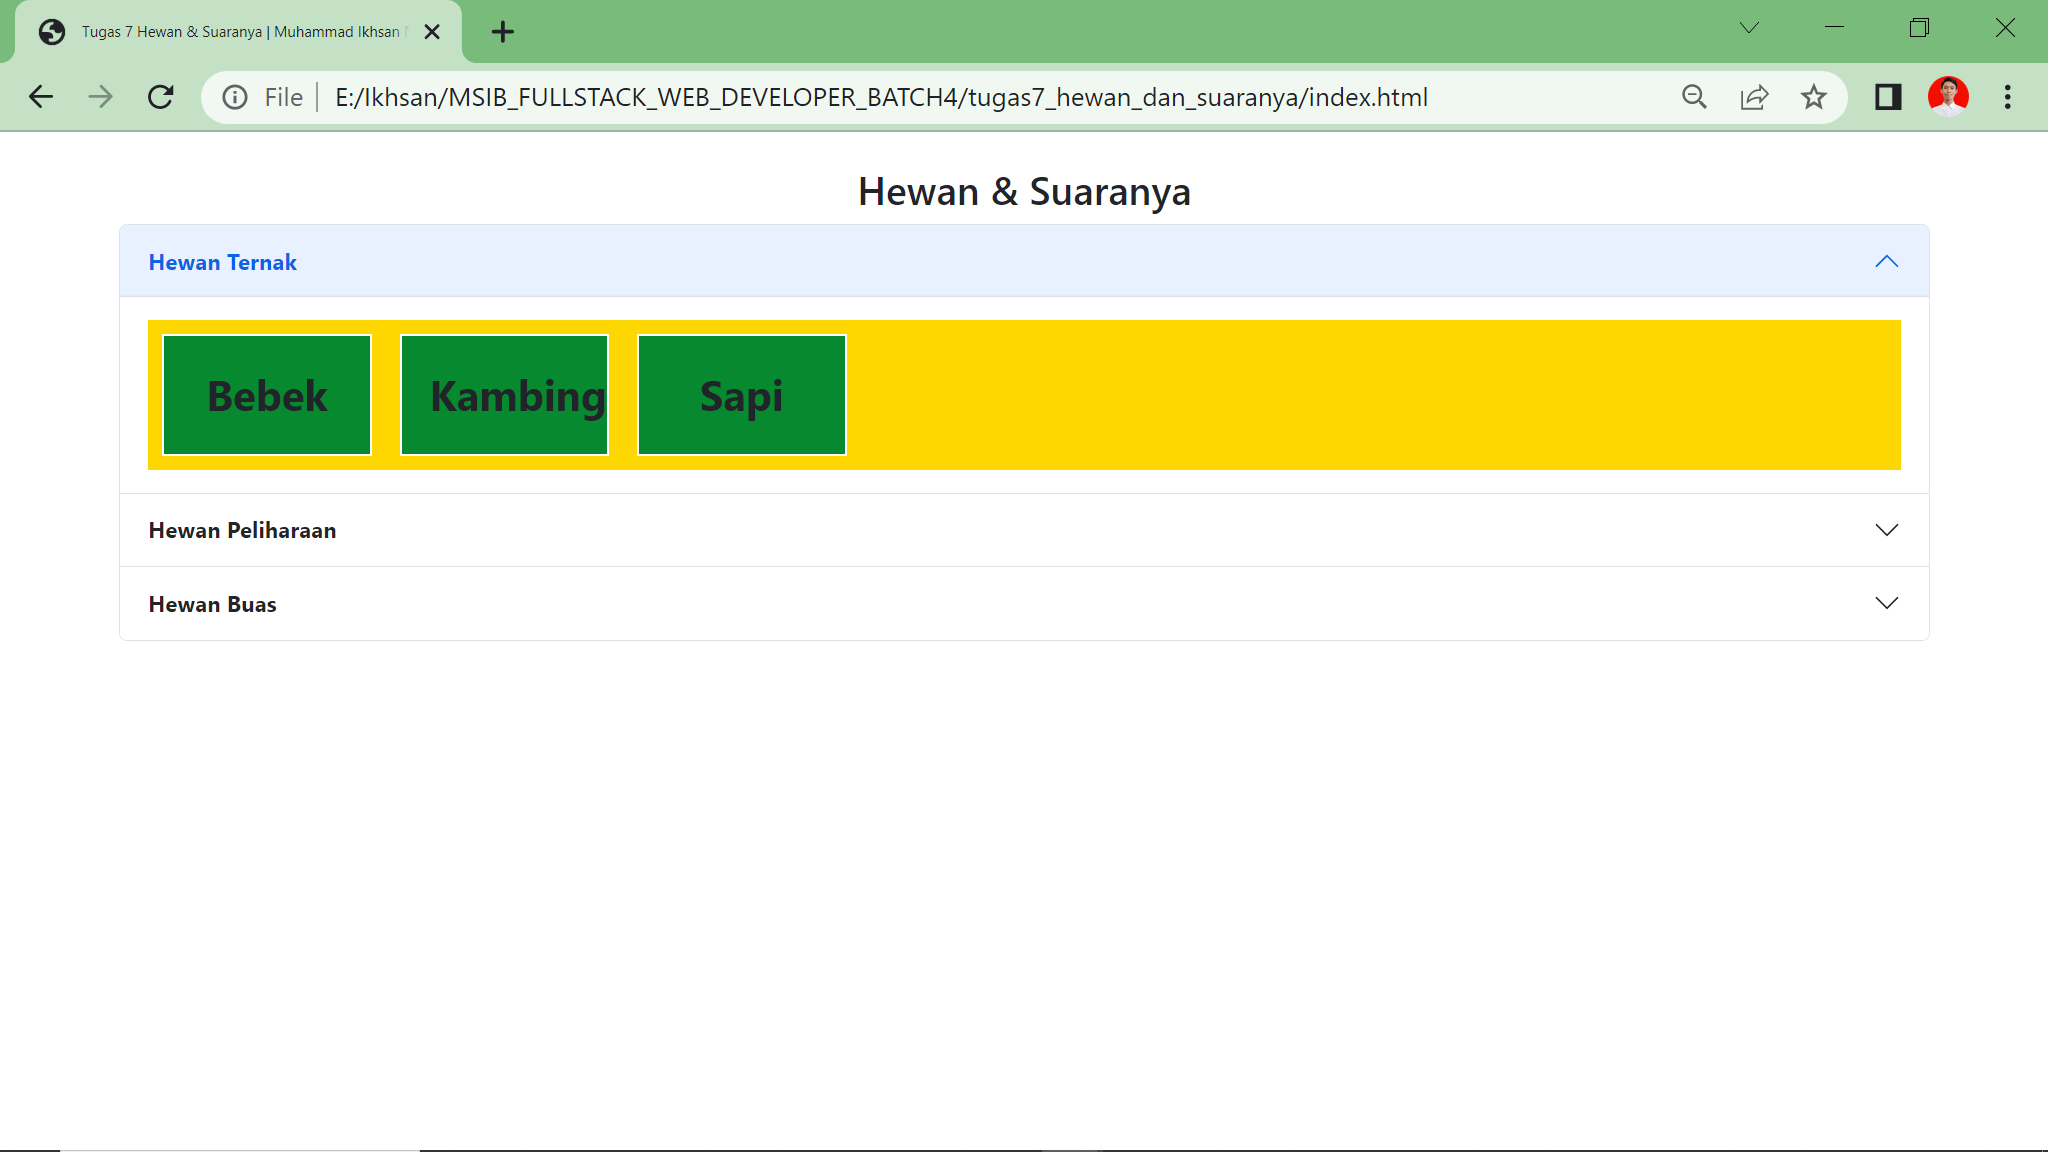 Tugas 7 Hewan & Suaranya | Muhammad Ikhsan
File E:/Ikhsan/MSIB_FULLSTACK_WEB_DEVELOPER_BATCH4/tugas7_hewan_dan_suaranya/index.html
Hewan & Suaranya
Hewan Ternak
Bebek Kambing Sapi
Hewan Peliharaan
Hewan Buas